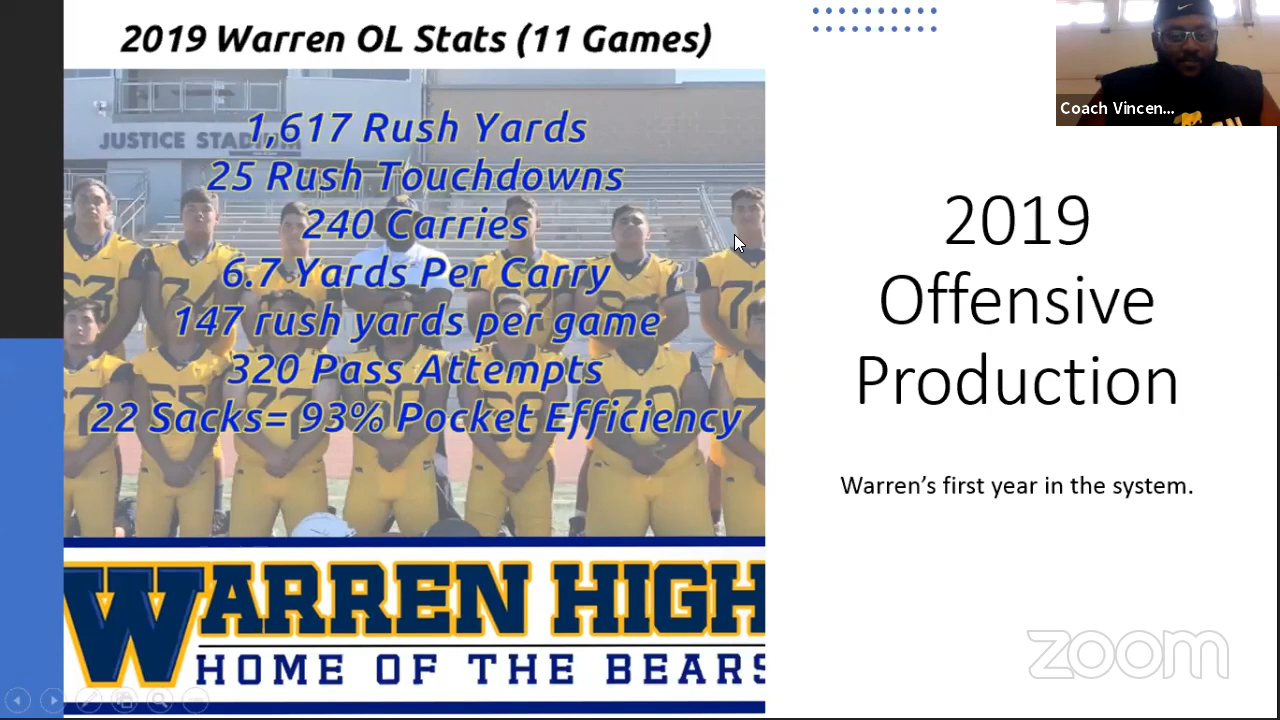 2019 Warren OL Stats (11 Games)
JUSTICE STADIUM
1,617 Rush Yards
25 Rush Touchdowns
240 Carries
6.7 Yards Per Carry
147 rush yards per game
320 Pass Attempts
22 Sacks= 93% Pocket Efficiency
WARREN HIGH
HOME OF THE BEARS
Coach Vincen...
2019
Offensive
Production
Warren's first year in the system.
zoom